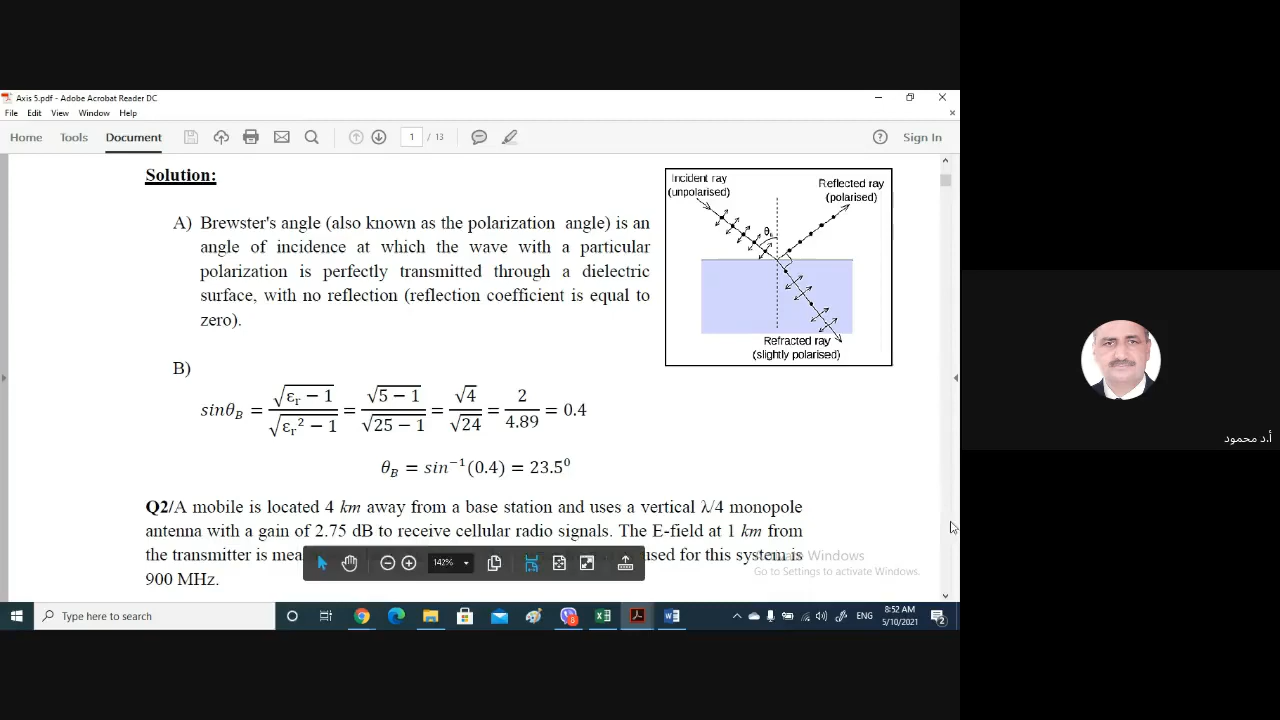 Axis 5.pdf - Adobe Acrobat Reader DC
File Edit View Window Help
Home Tools Document 1 / 13 Sign In
Solution:
A) Brewster's angle (also known as the polarization angle) is an
angle of incidence at which the wave with a particular
polarization is perfectly transmitted through a dielectric
surface, with no reflection (reflection coefficient is equal to
zero).
Incident ray
(unpolarised)
Reflected ray
(polarised)
θ
Refracted ray
(slightly polarised)
B)
sinθ_B = √(ε_r − 1) / √(ε_r² − 1) = √(5 − 1) / √(25 − 1) = √4 / √24 = 2 / 4.89 = 0.4
θ_B = sin⁻¹(0.4) = 23.5⁰
Q2/A mobile is located 4 km away from a base station and uses a vertical λ/4 monopole
antenna with a gain of 2.75 dB to receive cellular radio signals. The E-field at 1 km from
the transmitter is mea used for this system is
900 MHz.
142%
Activate Windows
Go to Settings to activate Windows.
Type here to search
ENG
8:52 AM
5/10/2021
2
أ.د محمود